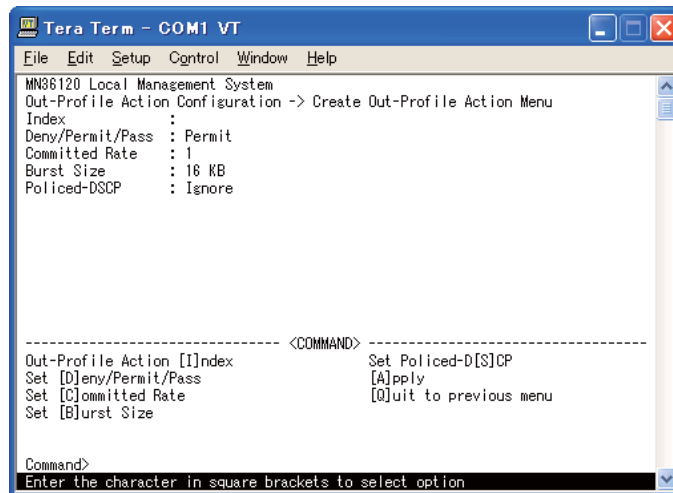 Tera Term - COM1 VT
File Edit Setup Control Window Help
MN36120 Local Management System
Out-Profile Action Configuration -> Create Out-Profile Action Menu
Index :
Deny/Permit/Pass : Permit
Committed Rate : 1
Burst Size : 16 KB
Policed-DSCP : Ignore
-------------------------------- <COMMAND> -----------------------------------
Out-Profile Action [I]ndex Set Policed-D[S]CP
Set [D]eny/Permit/Pass [A]pply
Set [C]ommitted Rate [Q]uit to previous menu
Set [B]urst Size
Command>
Enter the character in square brackets to select option